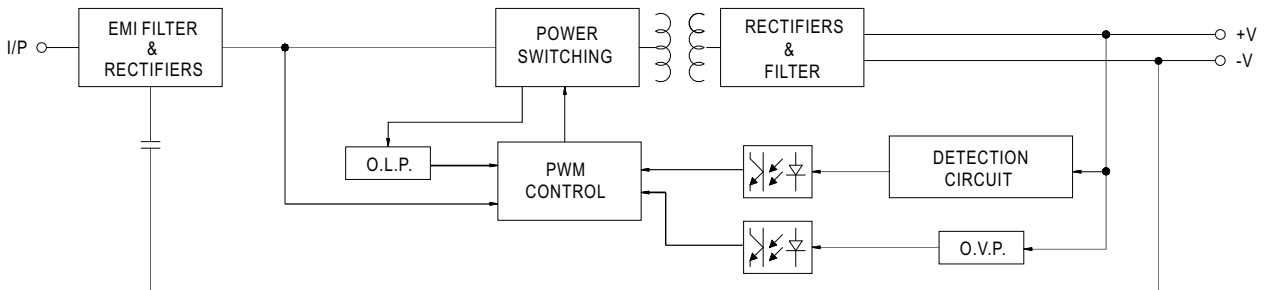 I/P
EMI FILTER
&
RECTIFIERS
POWER
SWITCHING
RECTIFIERS
&
FILTER
+V
-V
O.L.P.
PWM
CONTROL
DETECTION
CIRCUIT
O.V.P.